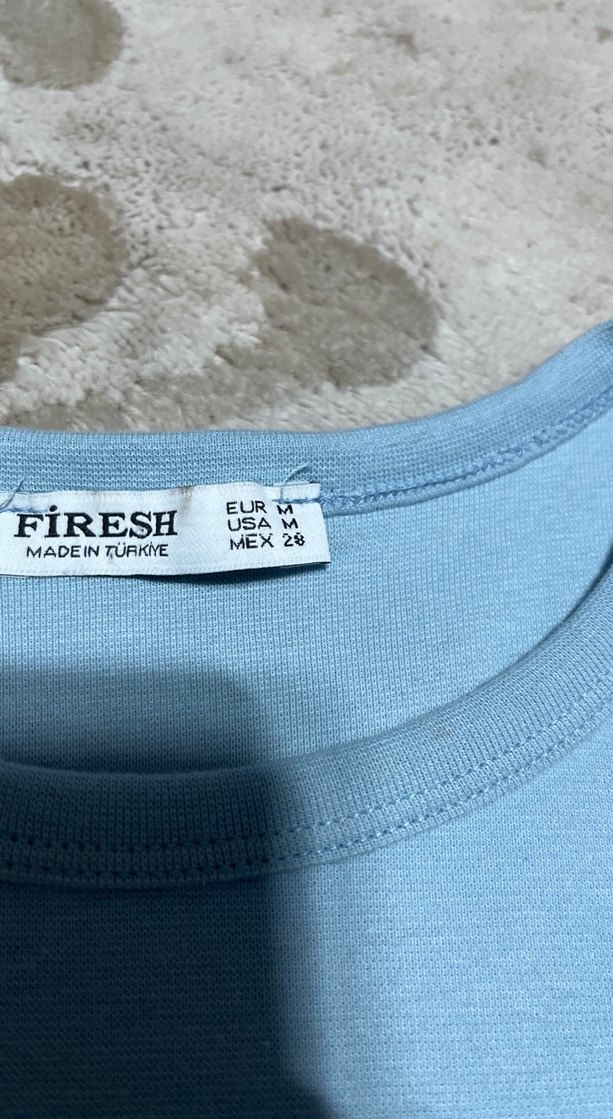 FİRESH
MADE IN TÜRKİYE
EUR M
USA M
MEX 28